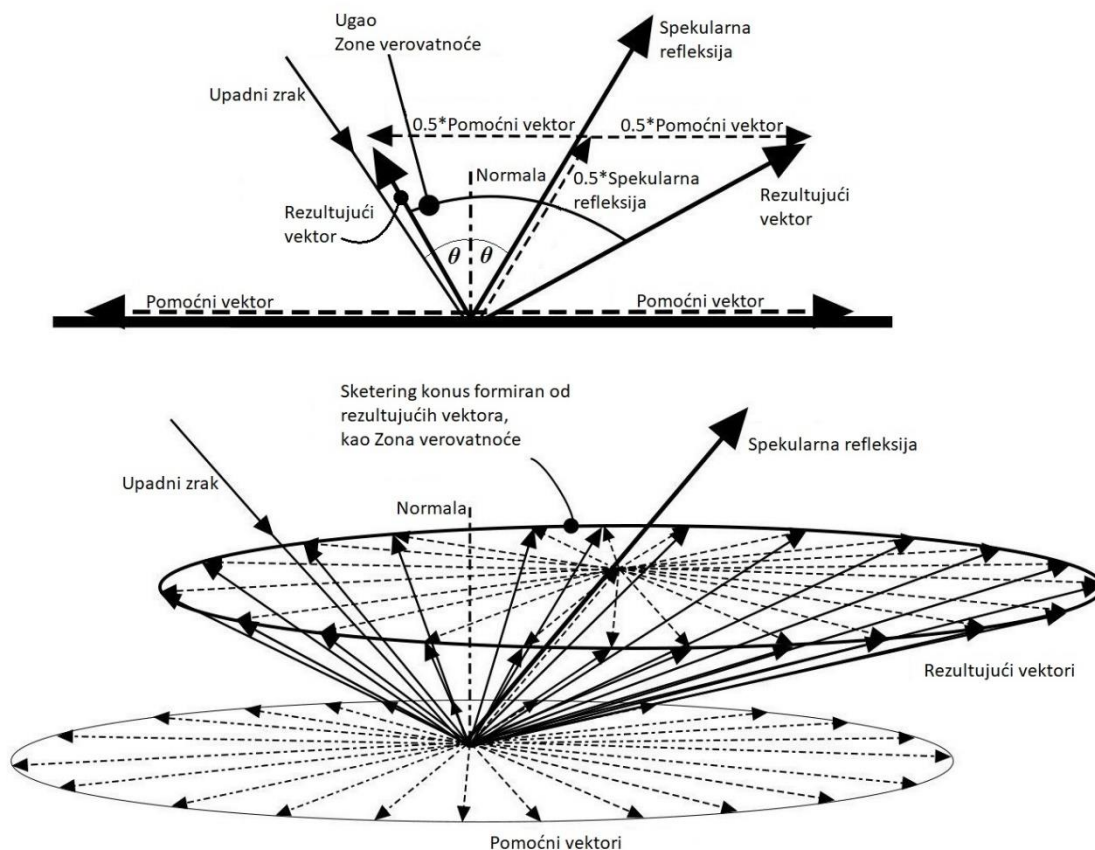 Ugao
Zone verovatnoće
Spekularna
refleksija
Upadni zrak
0.5*Pomoćni vektor
0.5*Pomoćni vektor
Normala
0.5*Spekularna
refleksija
Rezultujući
vektor
Rezultujući
vektor
θ
θ
Pomoćni vektor
Pomoćni vektor
Sketering konus formiran od
rezultujućih vektora,
kao Zona verovatnoće
Spekularna refleksija
Upadni zrak
Normala
Rezultujući vektori
Pomoćni vektori